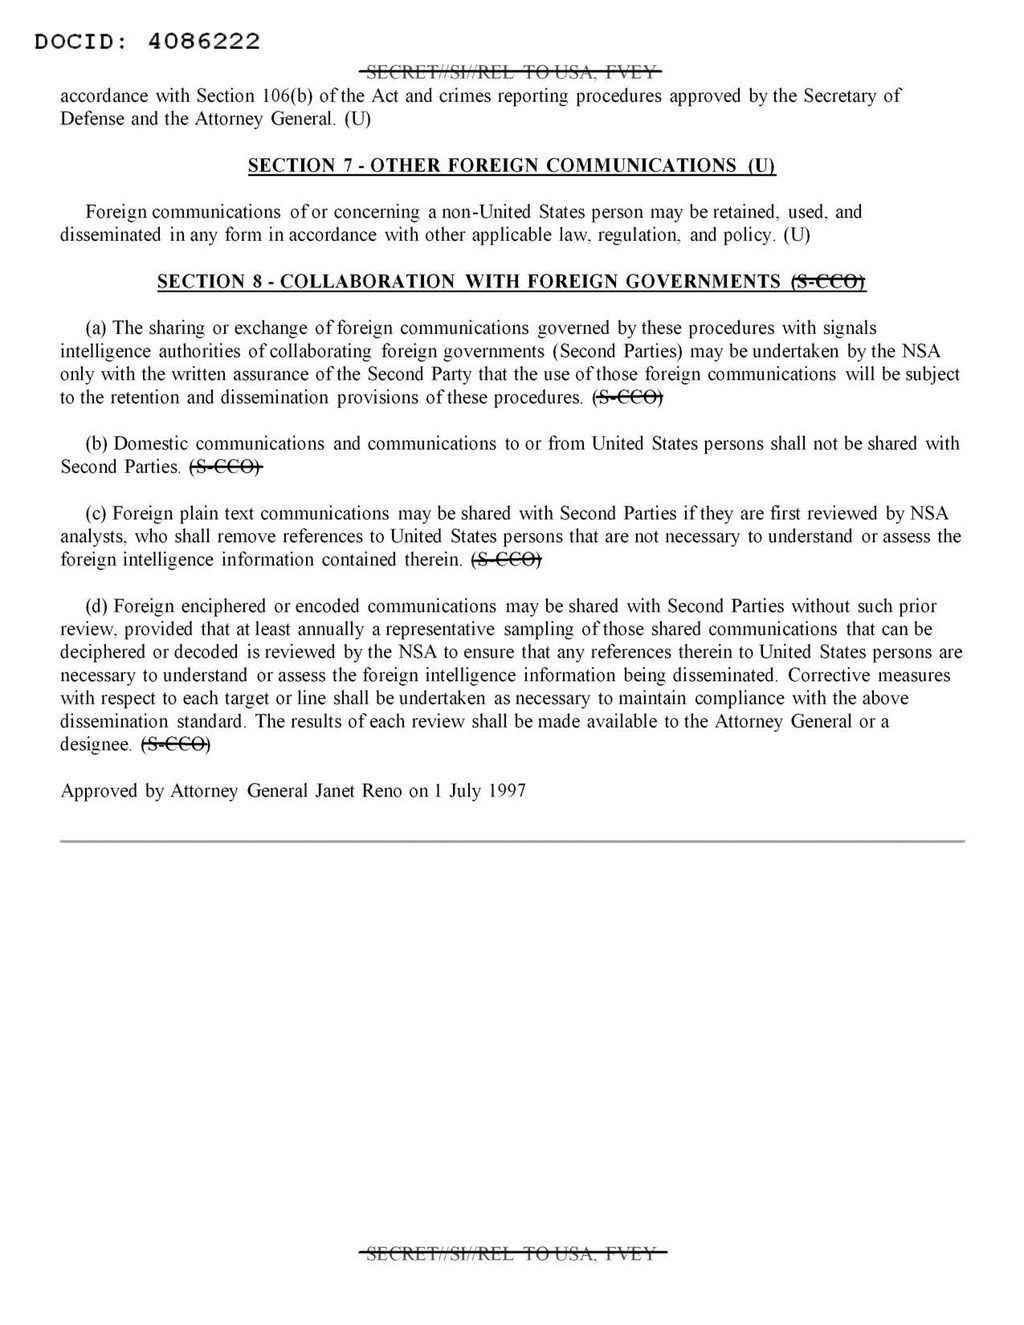 DOCID: 4086222
SECRET//SI//REL TO USA, FVEY
accordance with Section 106(b) of the Act and crimes reporting procedures approved by the Secretary of
Defense and the Attorney General. (U)
SECTION 7 - OTHER FOREIGN COMMUNICATIONS (U)
Foreign communications of or concerning a non-United States person may be retained, used, and
disseminated in any form in accordance with other applicable law, regulation, and policy. (U)
SECTION 8 - COLLABORATION WITH FOREIGN GOVERNMENTS (S-CCO)
(a) The sharing or exchange of foreign communications governed by these procedures with signals
intelligence authorities of collaborating foreign governments (Second Parties) may be undertaken by the NSA
only with the written assurance of the Second Party that the use of those foreign communications will be subject
to the retention and dissemination provisions of these procedures. (S-CCO)
(b) Domestic communications and communications to or from United States persons shall not be shared with
Second Parties. (S-CCO)
(c) Foreign plain text communications may be shared with Second Parties if they are first reviewed by NSA
analysts, who shall remove references to United States persons that are not necessary to understand or assess the
foreign intelligence information contained therein. (S-CCO)
(d) Foreign enciphered or encoded communications may be shared with Second Parties without such prior
review, provided that at least annually a representative sampling of those shared communications that can be
deciphered or decoded is reviewed by the NSA to ensure that any references therein to United States persons are
necessary to understand or assess the foreign intelligence information being disseminated. Corrective measures
with respect to each target or line shall be undertaken as necessary to maintain compliance with the above
dissemination standard. The results of each review shall be made available to the Attorney General or a
designee. (S-CCO)
Approved by Attorney General Janet Reno on 1 July 1997
SECRET//SI//REL TO USA, FVEY